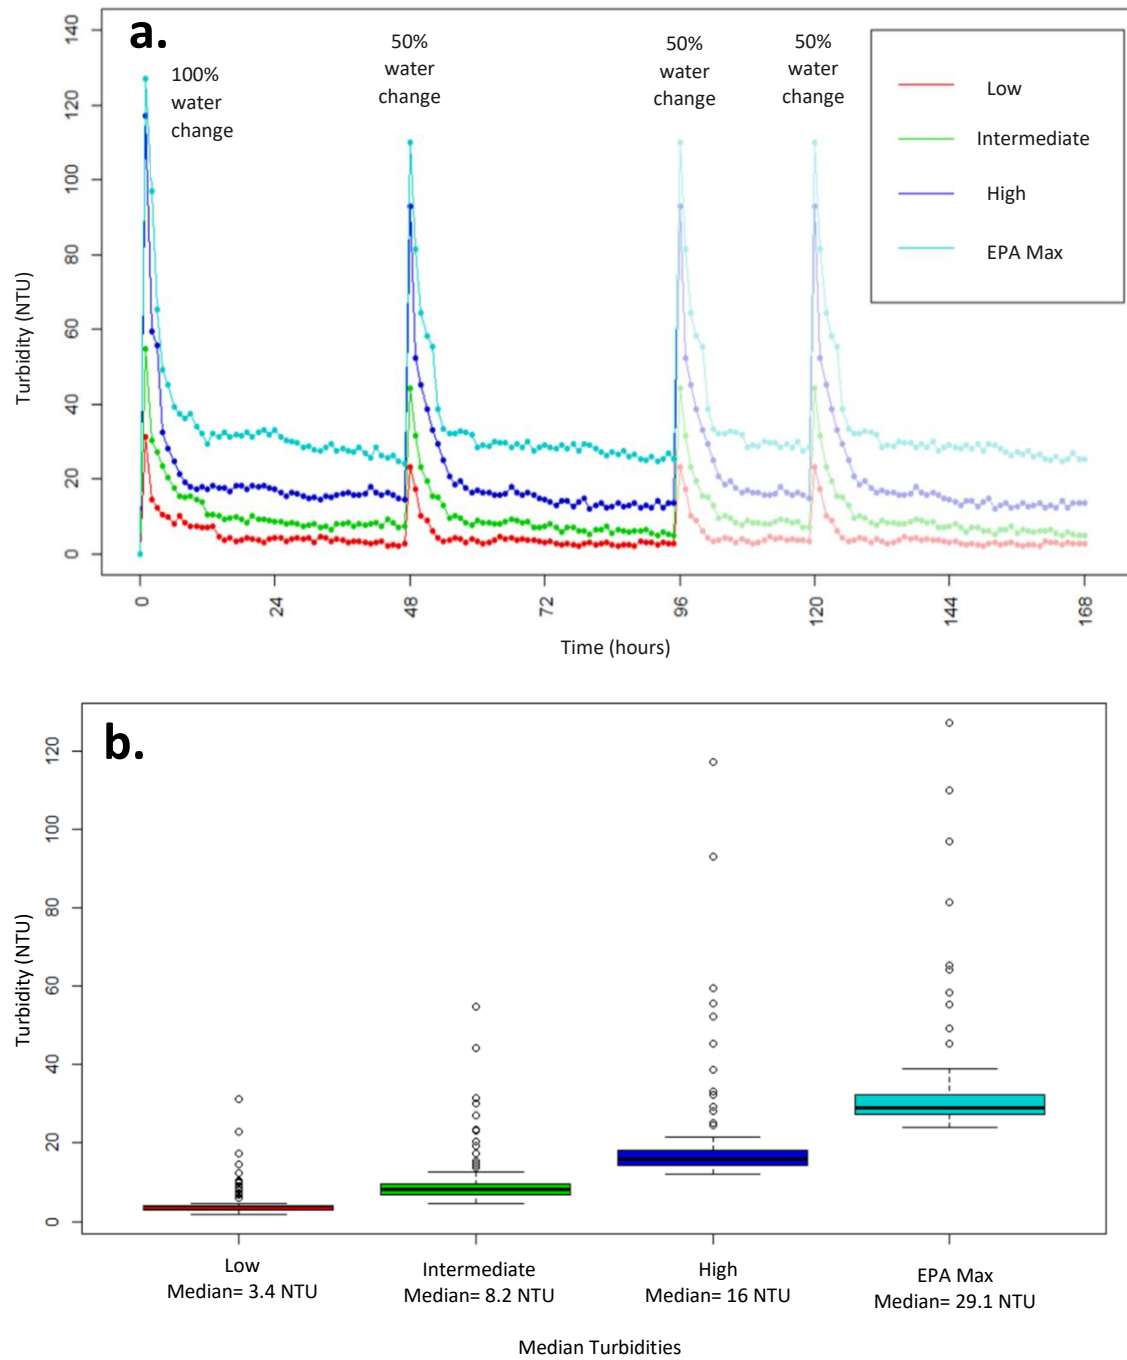 a.
100%
water
change
50%
water
change
50%
water
change
50%
water
change
Low
Intermediate
High
EPA Max
Turbidity (NTU)
140
120
100
80
60
40
20
0
0 24 48 72 96 120 144 168
Time (hours)
b.
Turbidity (NTU)
120
100
80
60
40
20
0
Low
Median= 3.4 NTU
Intermediate
Median= 8.2 NTU
High
Median= 16 NTU
EPA Max
Median= 29.1 NTU
Median Turbidities